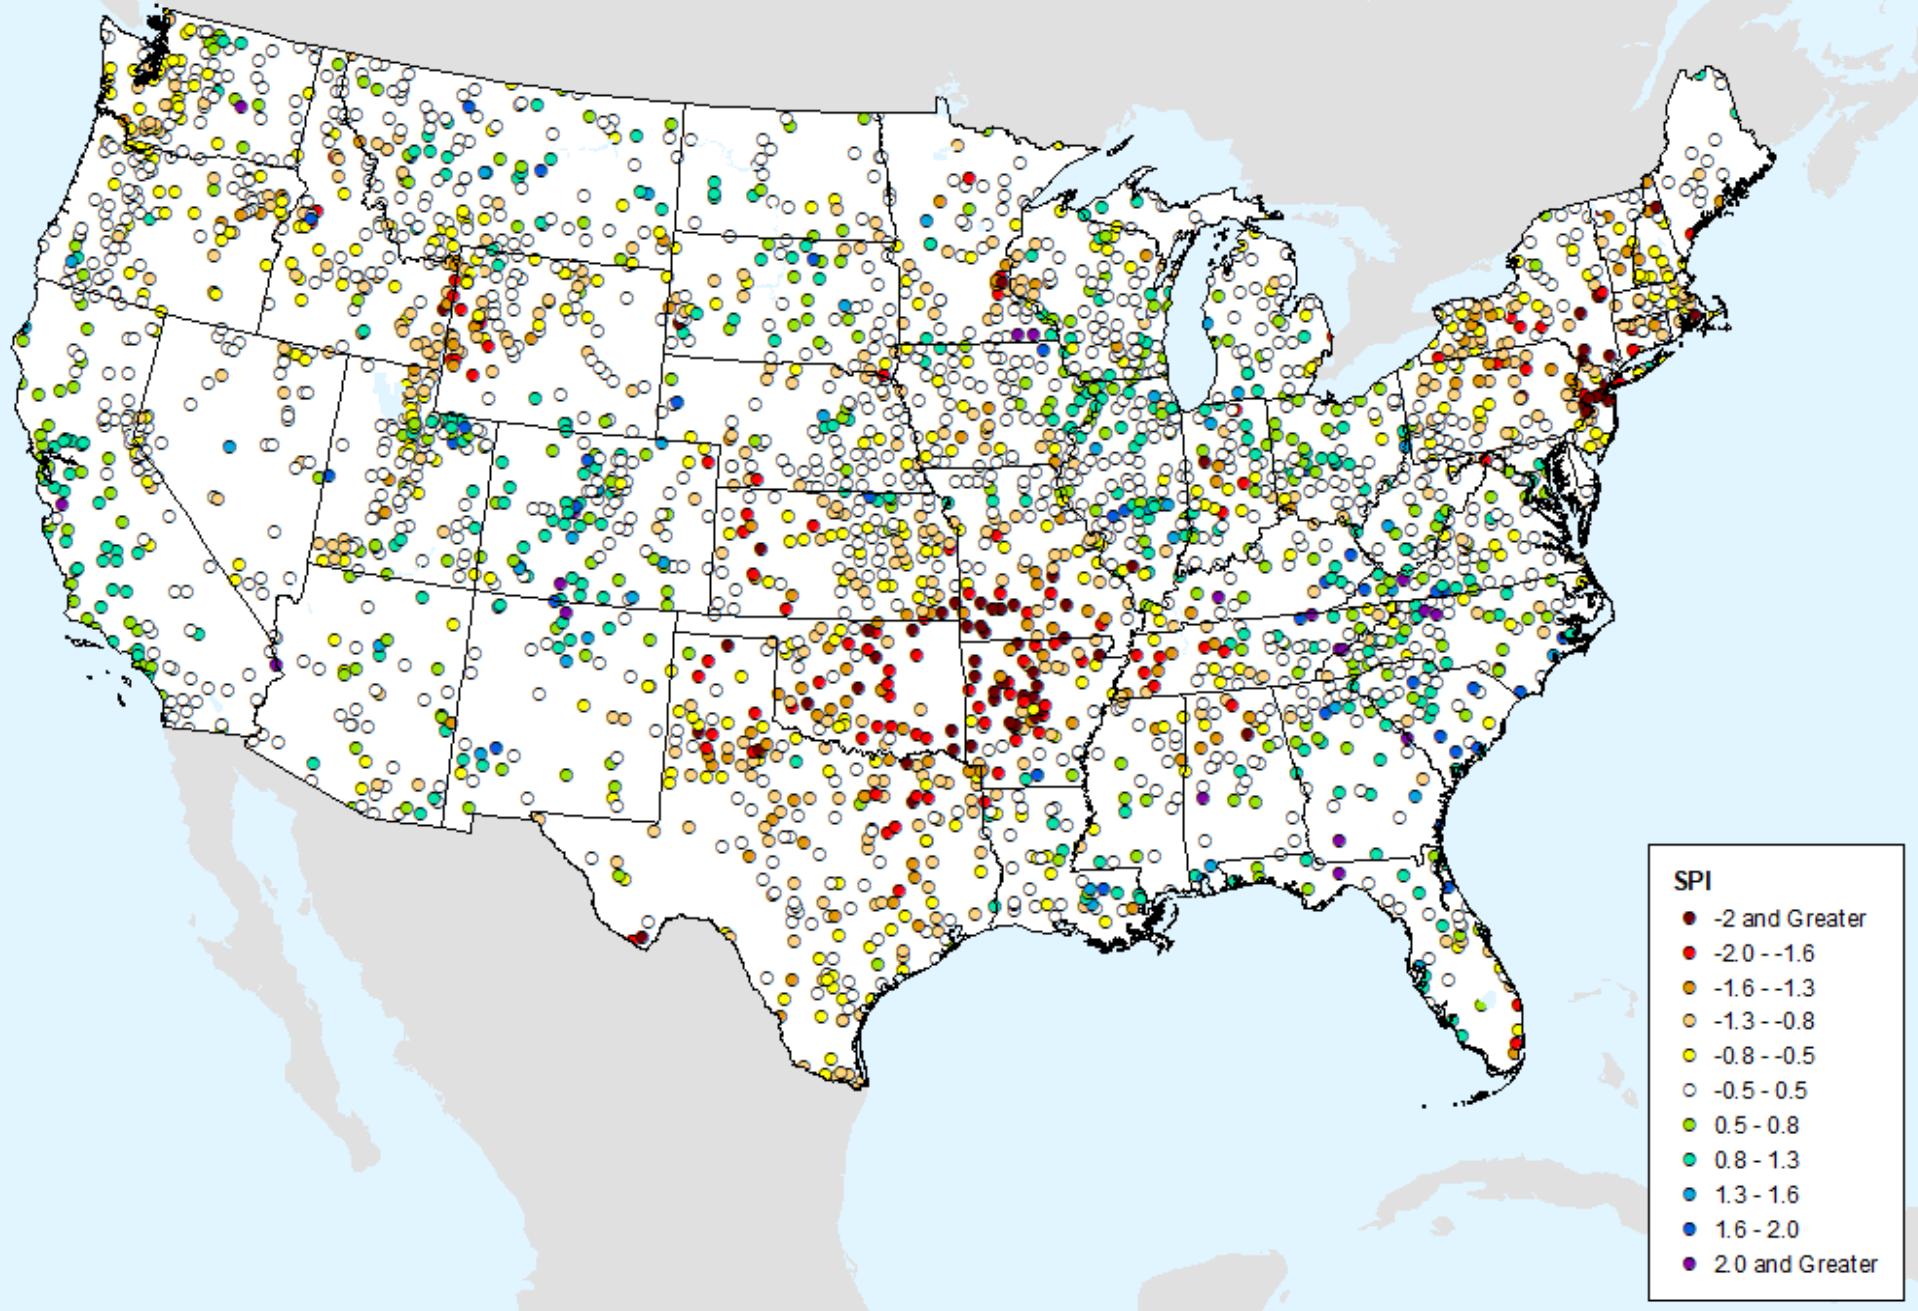 SPI
-2 and Greater
-2.0 - -1.6
-1.6 - -1.3
-1.3 - -0.8
-0.8 - -0.5
-0.5 - 0.5
0.5 - 0.8
0.8 - 1.3
1.3 - 1.6
1.6 - 2.0
2.0 and Greater